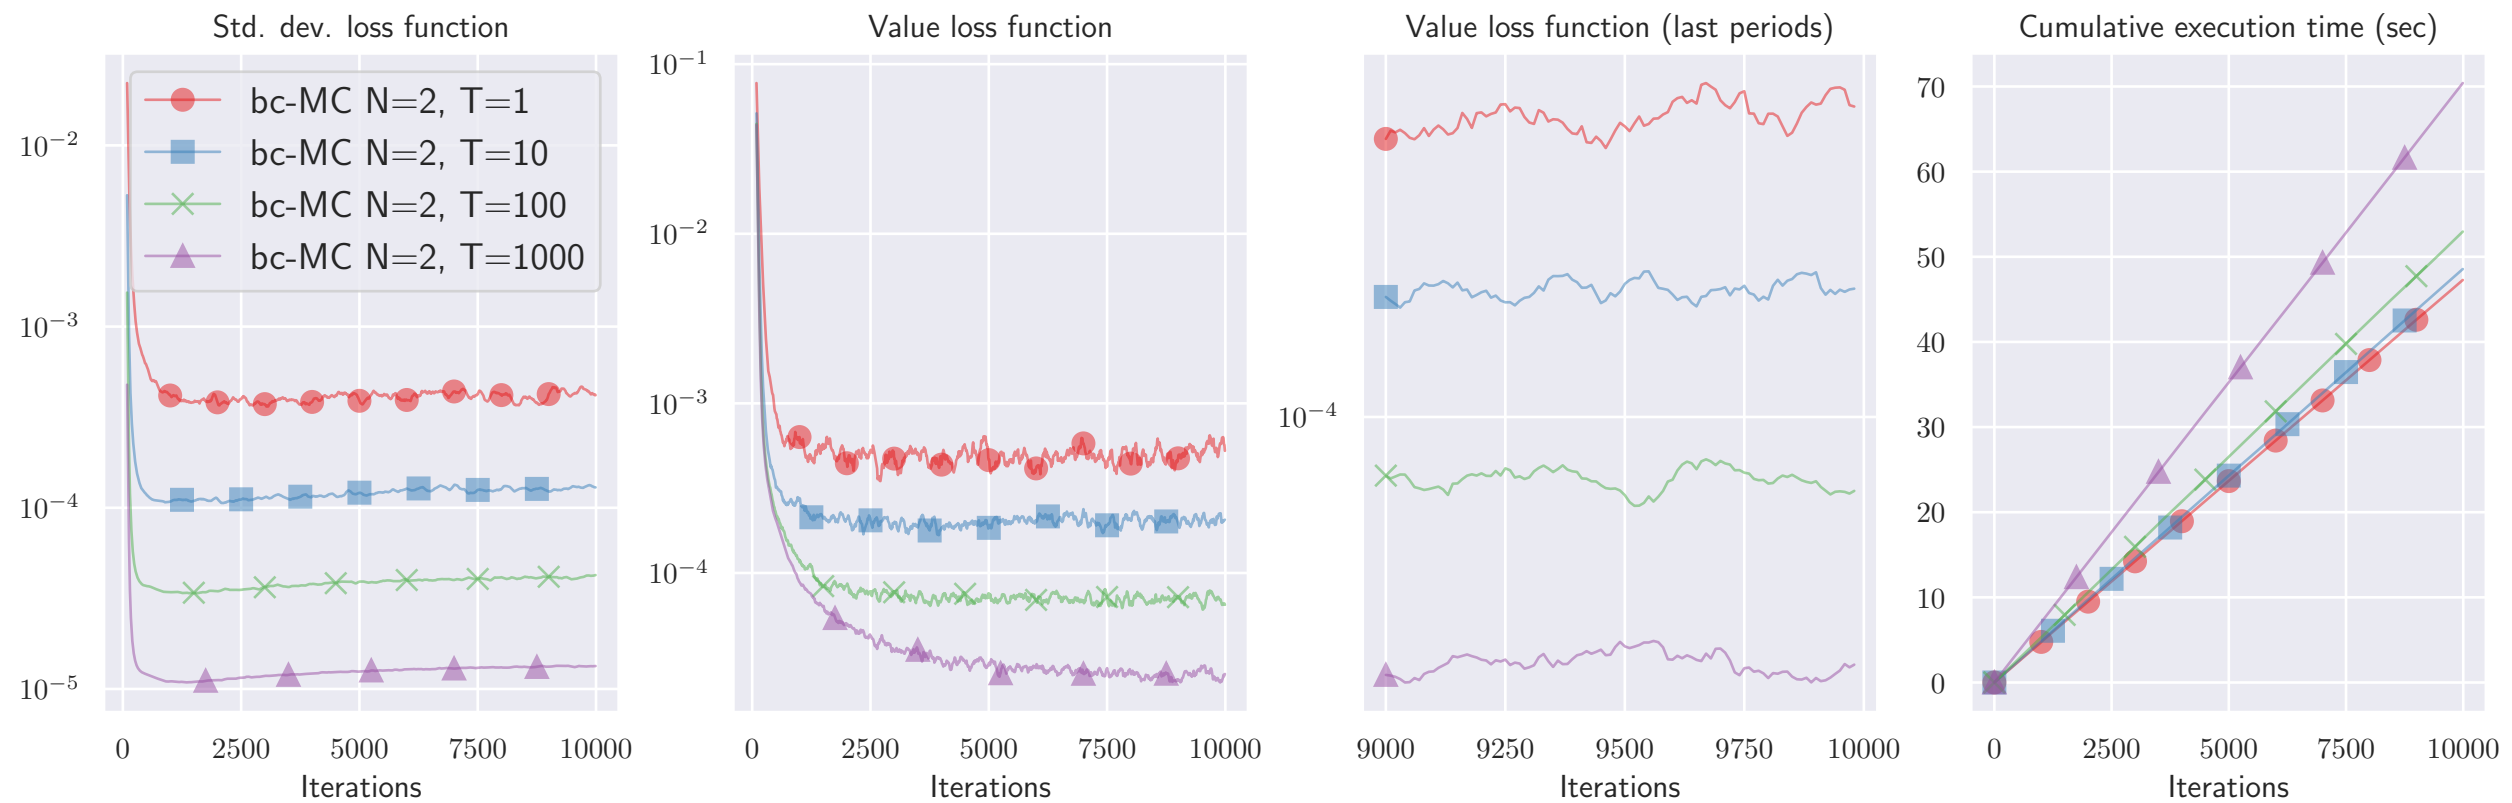 Std. dev. loss function
10⁻²
10⁻³
10⁻⁴
10⁻⁵
bc-MC N=2, T=1
bc-MC N=2, T=10
bc-MC N=2, T=100
bc-MC N=2, T=1000
0 2500 5000 7500 10000
Iterations
Value loss function
10⁻¹
10⁻²
10⁻³
10⁻⁴
0 2500 5000 7500 10000
Iterations
Value loss function (last periods)
10⁻⁴
9000 9250 9500 9750 10000
Iterations
Cumulative execution time (sec)
70
60
50
40
30
20
10
0
0 2500 5000 7500 10000
Iterations